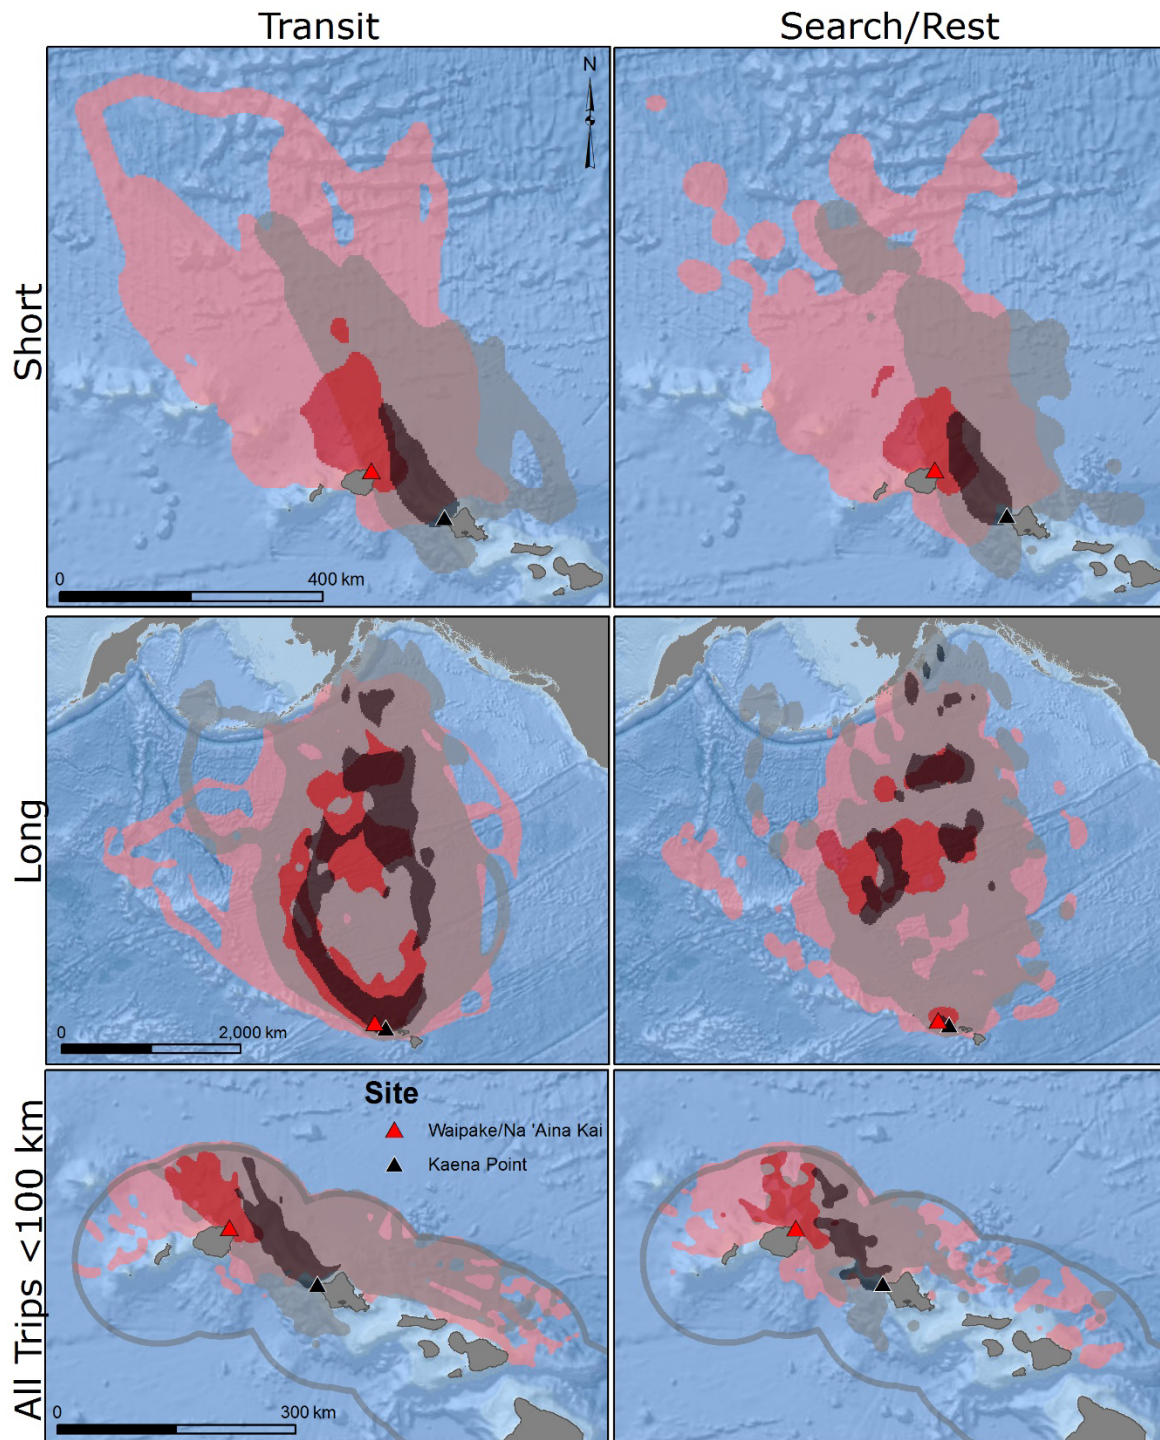 Transit
Search/Rest
Short
N
0
400 km
Long
0
2,000 km
All Trips <100 km
Site
Waipake/Na 'Aina Kai
Kaena Point
0
300 km